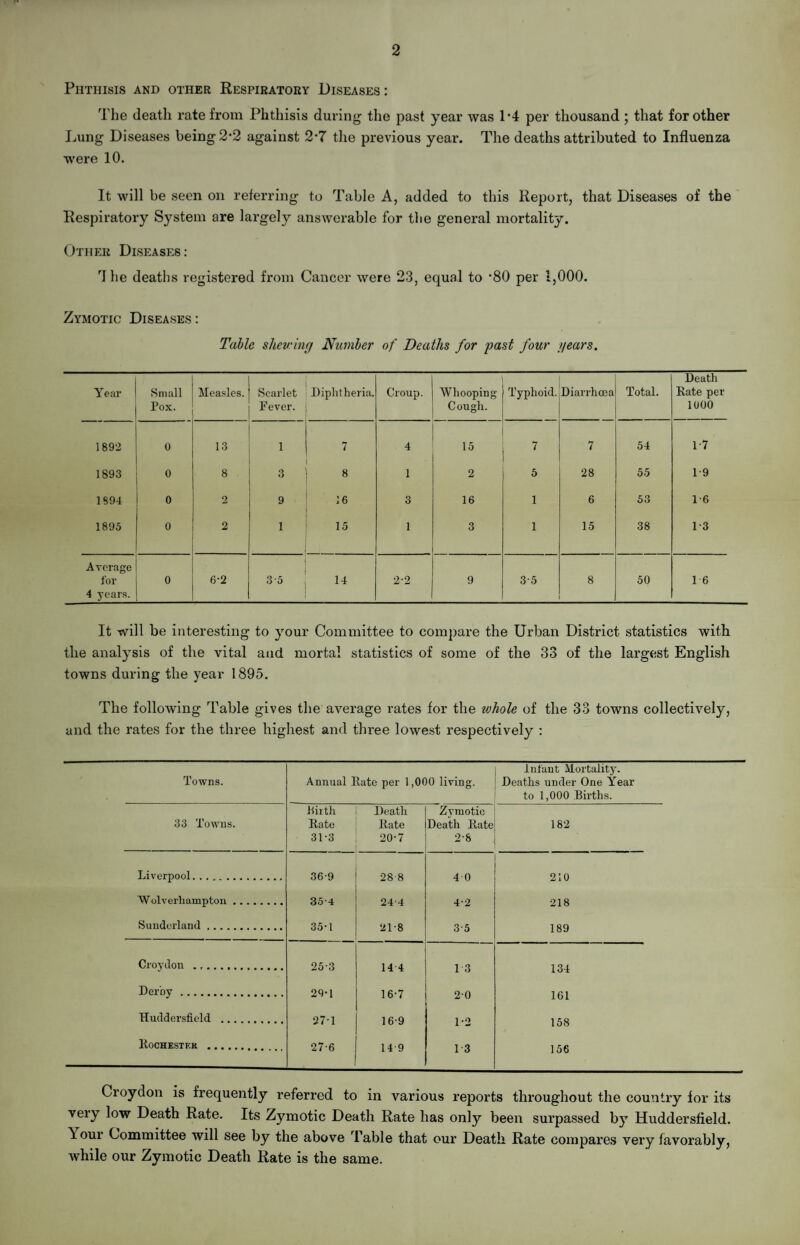 2
Phthisis and other Respiratory Diseases:
The death rate from Phthisis during the past year was 1·4 per thousand; that for other
Lung Diseases being 2·2 against 2·7 the previous year. The deaths attributed to Influenza
were 10.
It will be seen on referring to Table A, added to this Report, that Diseases of the
Respiratory System are largely answerable for the general mortality.
Other Diseases:
The deaths registered from Cancer were 23, equal to ·80 per 1,000.
Zymotic Diseases:
Table shewing Number of Deaths for past four years.
Year | Small Pox. | Measles. | Scarlet Fever. | Diphtheria. | Croup. | Whooping Cough. | Typhoid. | Diarrhœa | Total. | Death Rate per 1000
1892 | 0 | 13 | 1 | 7 | 4 | 15 | 7 | 7 | 54 | 1·7
1893 | 0 | 8 | 3 | 8 | 1 | 2 | 5 | 28 | 55 | 1·9
1894 | 0 | 2 | 9 | 16 | 3 | 16 | 1 | 6 | 53 | 1·6
1895 | 0 | 2 | 1 | 15 | 1 | 3 | 1 | 15 | 38 | 1·3
Average for 4 years. | 0 | 6·2 | 3·5 | 14 | 2·2 | 9 | 3·5 | 8 | 50 | 1·6
It will be interesting to your Committee to compare the Urban District statistics with
the analysis of the vital and mortal statistics of some of the 33 of the largest English
towns during the year 1895.
The following Table gives the average rates for the whole of the 33 towns collectively,
and the rates for the three highest and three lowest respectively:
Towns. | Annual Rate per 1,000 living. | Infant Mortality. Deaths under One Year to 1,000 Births.
33 Towns. | Birth Rate 31·3 | Death Rate 20·7 | Zymotic Death Rate 2·8 | 182
Liverpool | 36·9 | 28·8 | 4·0 | 210
Wolverhampton | 35·4 | 24·4 | 4·2 | 218
Sunderland | 35·1 | 21·8 | 3·5 | 189
Croydon | 25·3 | 14·4 | 1·3 | 134
Derby | 29·1 | 16·7 | 2·0 | 161
Huddersfield | 27·1 | 16·9 | 1·2 | 158
Rochester | 27·6 | 14·9 | 1·3 | 156
Croydon is frequently referred to in various reports throughout the country for its
very low Death Rate. Its Zymotic Death Rate has only been surpassed by Huddersfield.
Your Committee will see by the above Table that our Death Rate compares very favorably,
while our Zymotic Death Rate is the same.